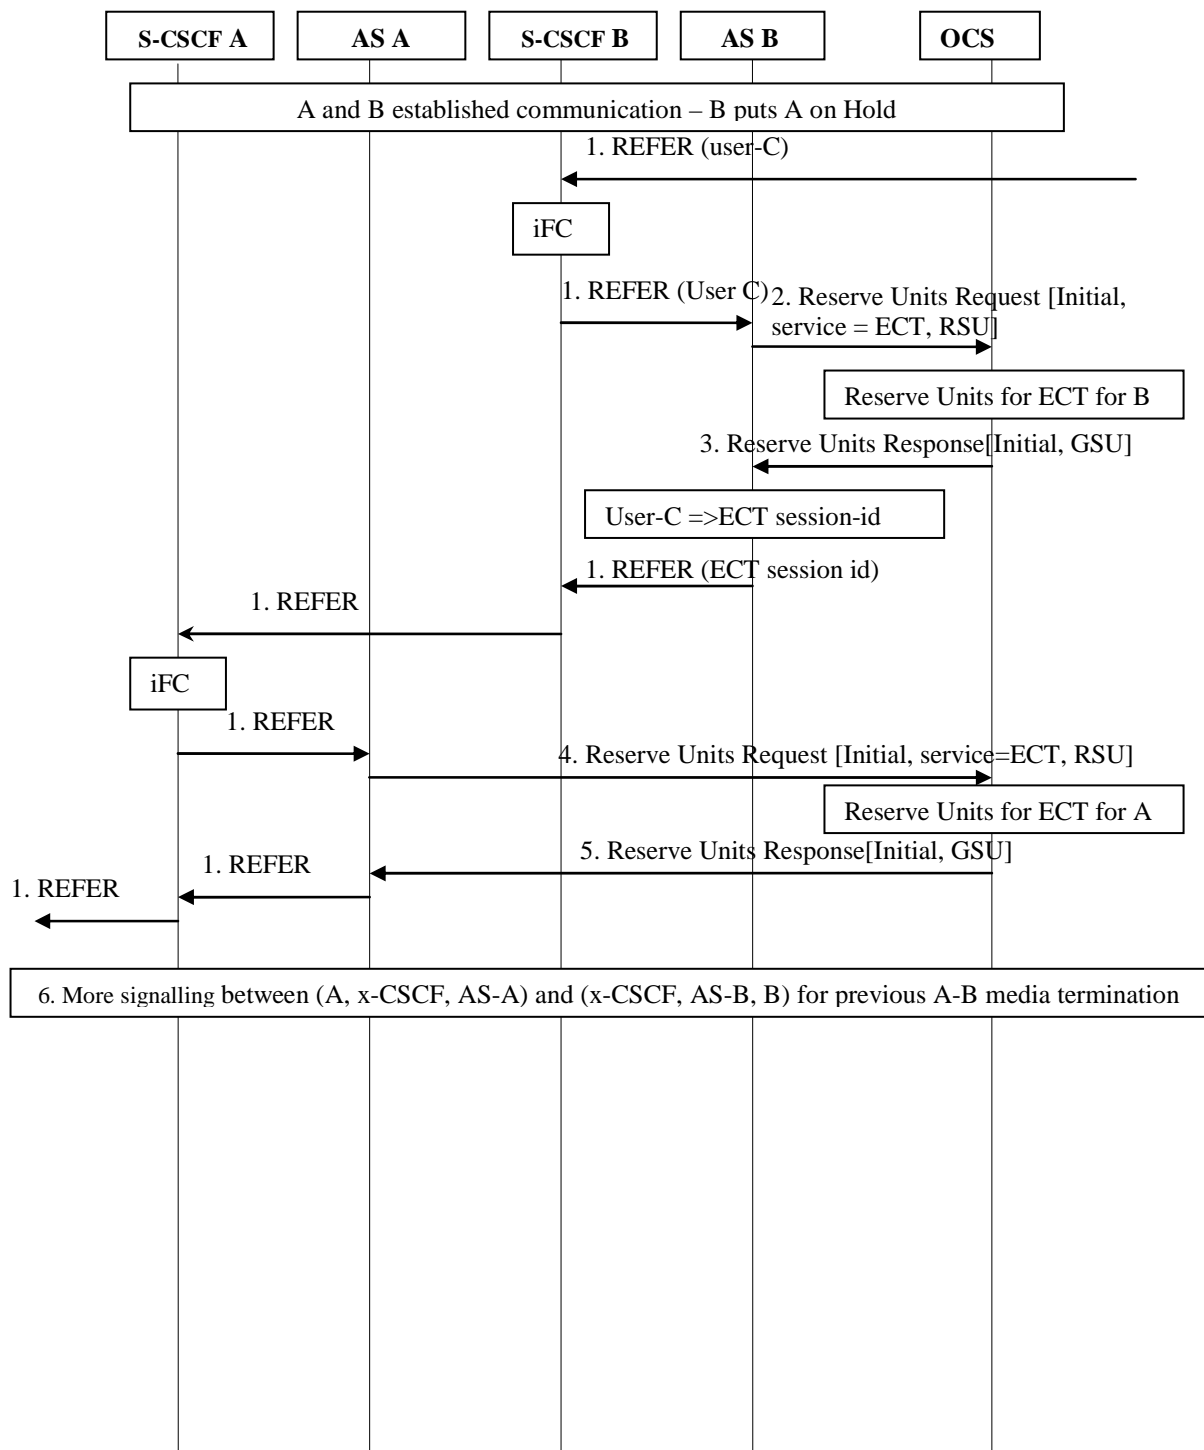 S-CSCF A
AS A
S-CSCF B
AS B
OCS
A and B established communication – B puts A on Hold
1. REFER (user-C)
iFC
1. REFER (User C)
2. Reserve Units Request [Initial,
service = ECT, RSU]
Reserve Units for ECT for B
3. Reserve Units Response[Initial, GSU]
User-C =>ECT session-id
1. REFER (ECT session id)
1. REFER
iFC
1. REFER
4. Reserve Units Request [Initial, service=ECT, RSU]
Reserve Units for ECT for A
5. Reserve Units Response[Initial, GSU]
1. REFER
1. REFER
6. More signalling between (A, x-CSCF, AS-A) and (x-CSCF, AS-B, B) for previous A-B media termination